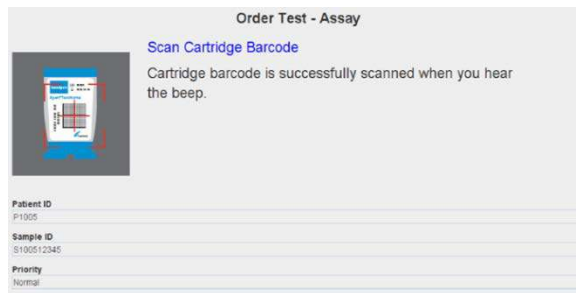 Order Test - Assay
Scan Cartridge Barcode
Cartridge barcode is successfully scanned when you hear
the beep.
Patient ID
P1005
Sample ID
S100512345
Priority
Normal